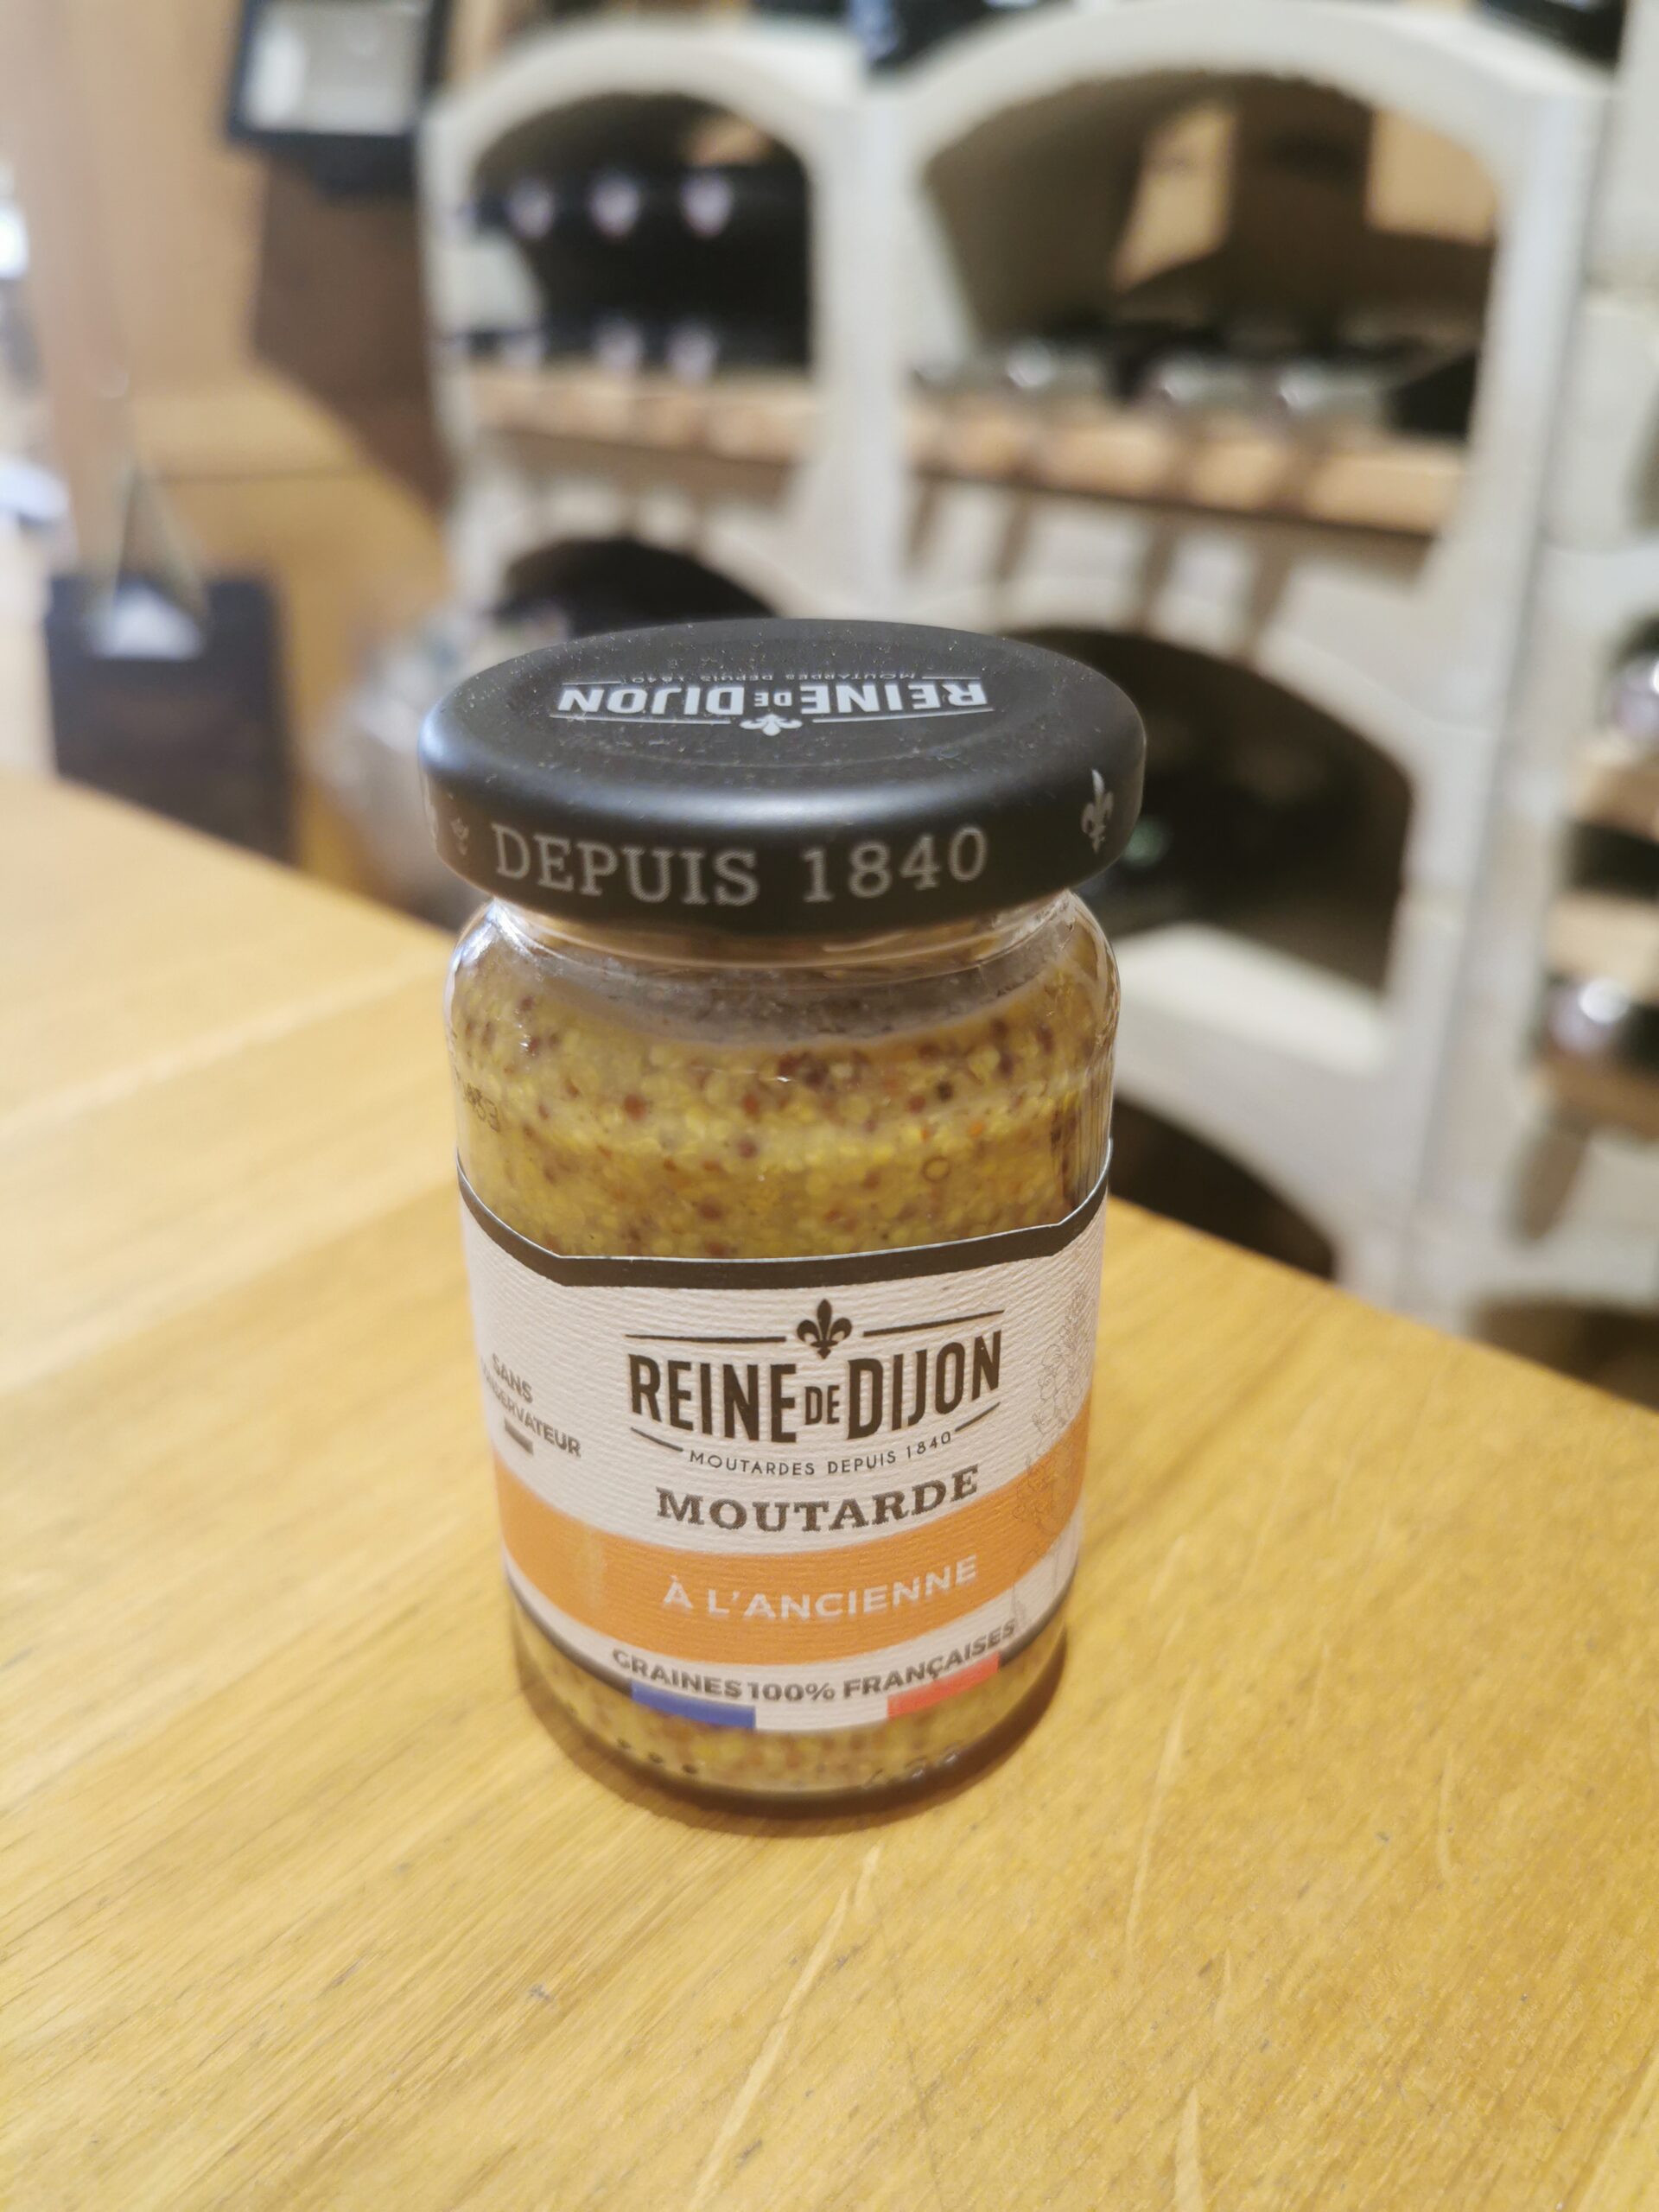 REINE DE DIJON
MOUTARDES DEPUIS 1840
DEPUIS 1840
SANS
CONSERVATEUR
REINE DE DIJON
MOUTARDES DEPUIS 1840
MOUTARDE
À L'ANCIENNE
GRAINES 100% FRANÇAISES